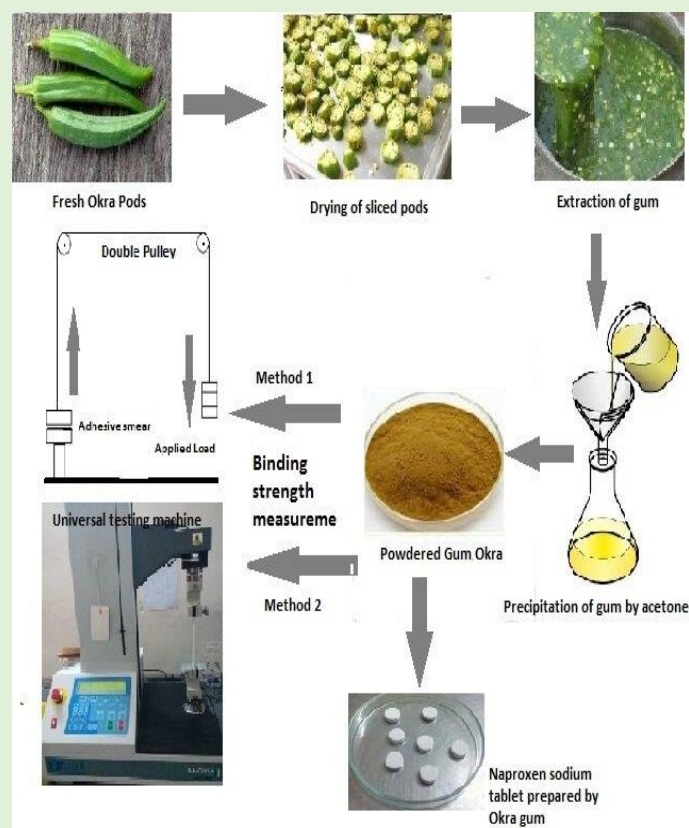 Fresh Okra Pods
Drying of sliced pods
Extraction of gum
Double Pulley
Adhesive smear
Applied Load
Method 1
Binding
strength
measureme
Universal testing machine
Method 2
Powdered Gum Okra
Precipitation of gum by acetone
Naproxen sodium
tablet prepared by
Okra gum